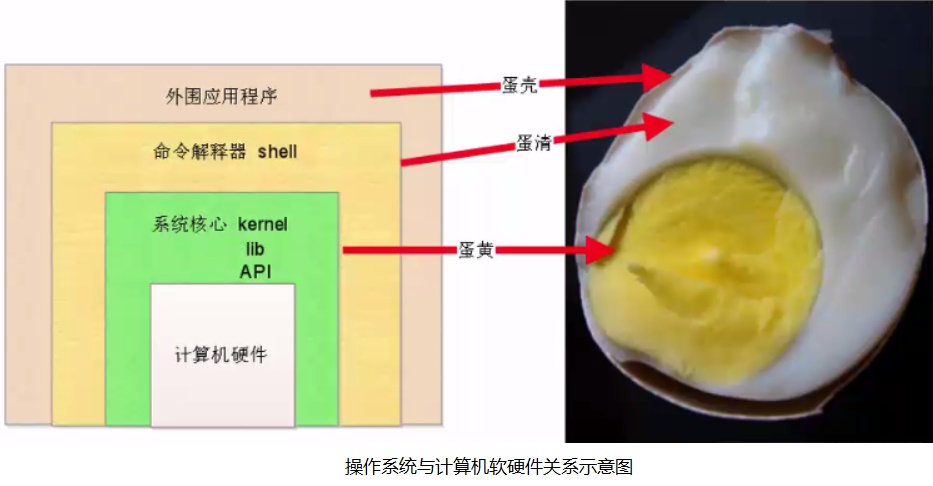 外围应用程序
命令解释器 shell
系统核心 kernel
lib
API
计算机硬件
蛋壳
蛋清
蛋黄
操作系统与计算机软硬件关系示意图